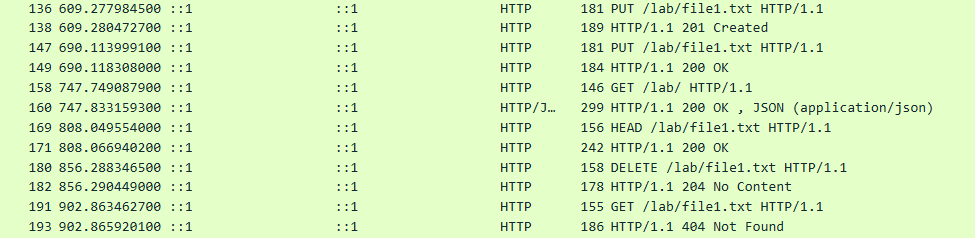 136 609.277984500 ::1 ::1 HTTP 181 PUT /lab/file1.txt HTTP/1.1
138 609.280472700 ::1 ::1 HTTP 189 HTTP/1.1 201 Created
147 690.113999100 ::1 ::1 HTTP 181 PUT /lab/file1.txt HTTP/1.1
149 690.118308000 ::1 ::1 HTTP 184 HTTP/1.1 200 OK
158 747.749087900 ::1 ::1 HTTP 146 GET /lab/ HTTP/1.1
160 747.833159300 ::1 ::1 HTTP/J… 299 HTTP/1.1 200 OK , JSON (application/json)
169 808.049554000 ::1 ::1 HTTP 156 HEAD /lab/file1.txt HTTP/1.1
171 808.066940200 ::1 ::1 HTTP 242 HTTP/1.1 200 OK
180 856.288346500 ::1 ::1 HTTP 158 DELETE /lab/file1.txt HTTP/1.1
182 856.290449000 ::1 ::1 HTTP 178 HTTP/1.1 204 No Content
191 902.863462700 ::1 ::1 HTTP 155 GET /lab/file1.txt HTTP/1.1
193 902.865920100 ::1 ::1 HTTP 186 HTTP/1.1 404 Not Found